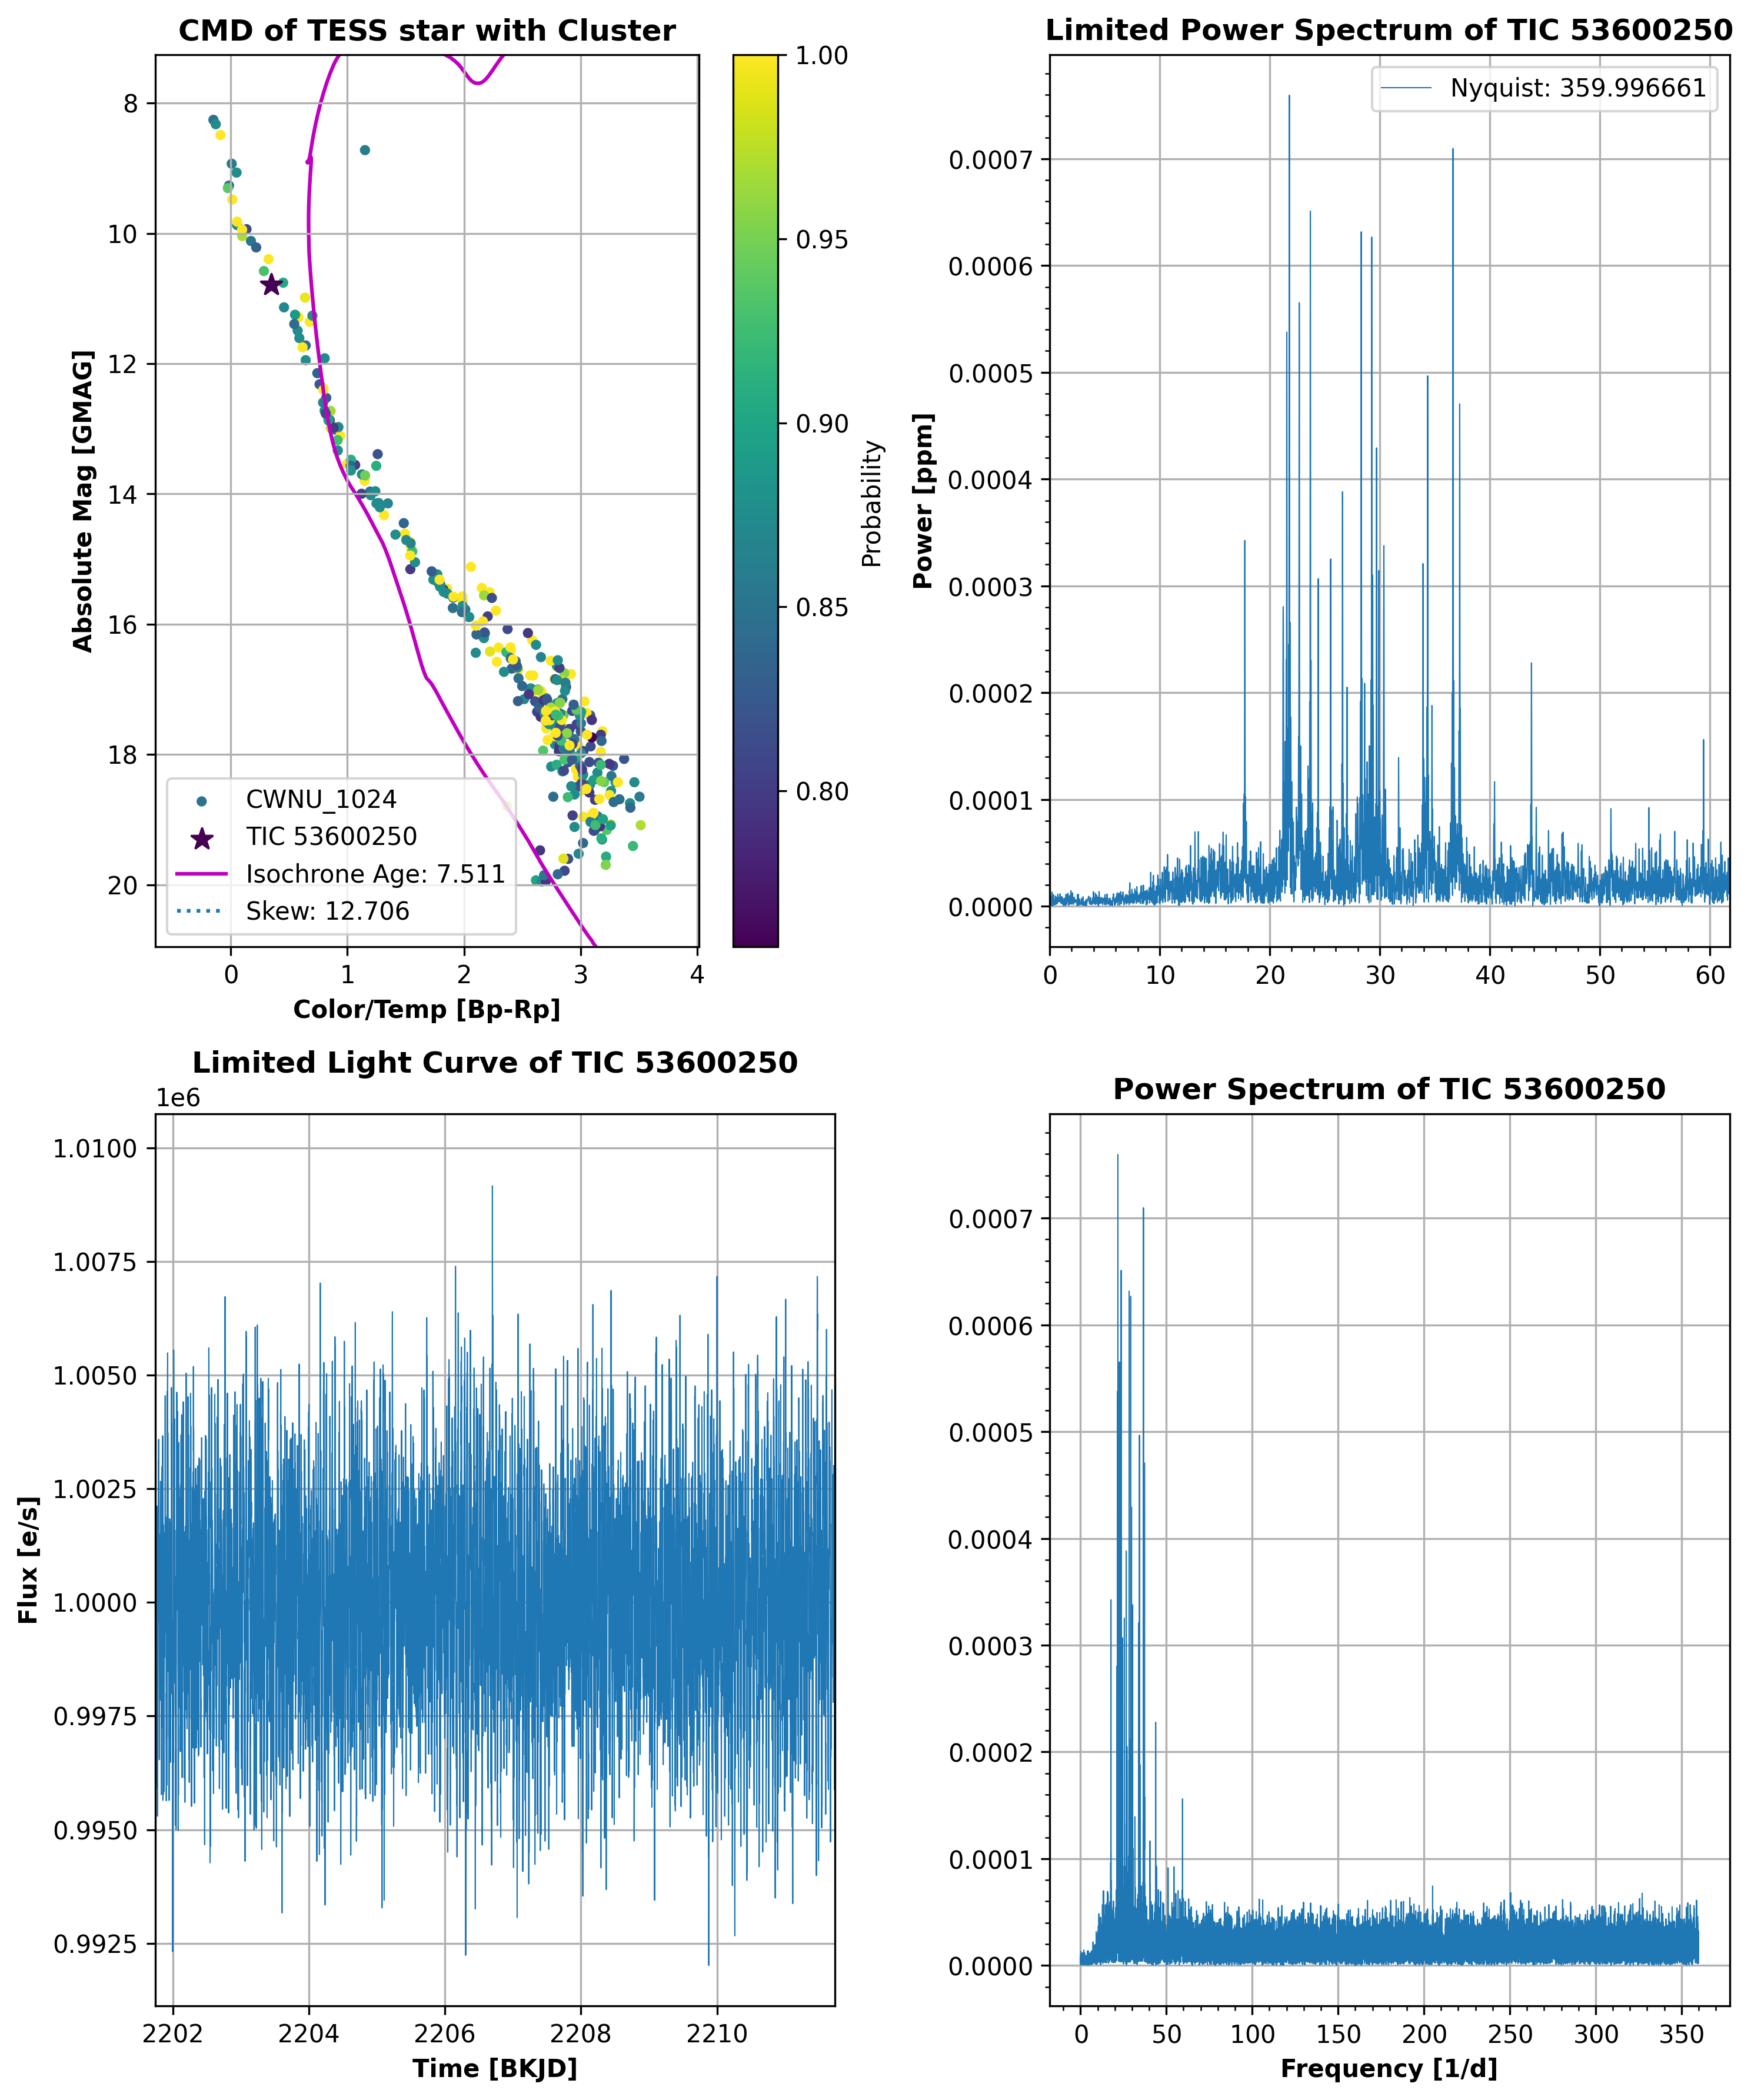 CMD of TESS star with Cluster
Absolute Mag [GMAG]
8
10
12
14
16
18
20
0 1 2 3 4
Color/Temp [Bp-Rp]
CWNU_1024
TIC 53600250
Isochrone Age: 7.511
Skew: 12.706
1.00
0.95
0.90
0.85
0.80
Probability
Limited Power Spectrum of TIC 53600250
Nyquist: 359.996661
Power [ppm]
0.0007
0.0006
0.0005
0.0004
0.0003
0.0002
0.0001
0.0000
0 10 20 30 40 50 60
Limited Light Curve of TIC 53600250
1e6
Flux [e/s]
1.0100
1.0075
1.0050
1.0025
1.0000
0.9975
0.9950
0.9925
2202 2204 2206 2208 2210
Time [BKJD]
Power Spectrum of TIC 53600250
0.0007
0.0006
0.0005
0.0004
0.0003
0.0002
0.0001
0.0000
0 50 100 150 200 250 300 350
Frequency [1/d]